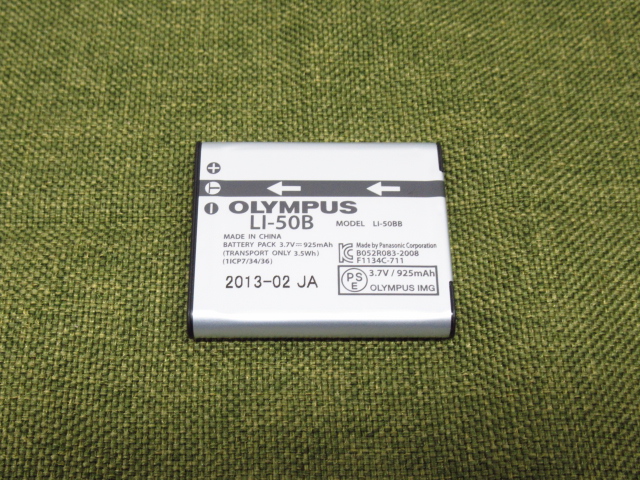 OLYMPUS
LI-50B MODEL LI-50BB
MADE IN CHINA
BATTERY PACK 3.7V⎓925mAh
(TRANSPORT ONLY 3.5Wh)
(1ICP7/34/36)
Made by Panasonic Corporation
B052R083-2008
F1134C-711
2013-02 JA
PSE
3.7V / 925mAh
OLYMPUS IMG